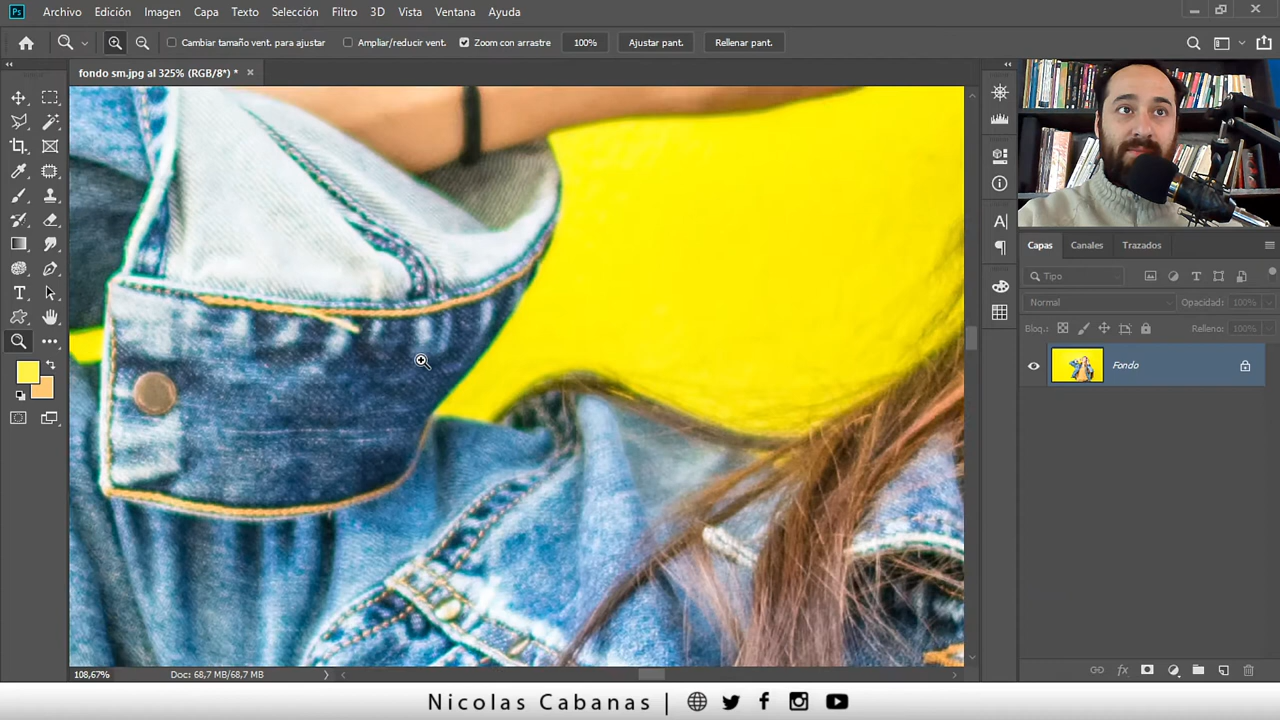 Archivo Edición Imagen Capa Texto Selección Filtro 3D Vista Ventana Ayuda
Cambiar tamaño vent. para ajustar Ampliar/reducir vent. Zoom con arrastre 100% Ajustar pant. Rellenar pant.
fondo sm.jpg al 325% (RGB/8*) *
Capas Canales Trazados
Tipo
Normal Opacidad: 100%
Bloq.: Relleno: 100%
Fondo
108,67% Doc: 68,7 MB/68,7 MB
Nicolas Cabanas |